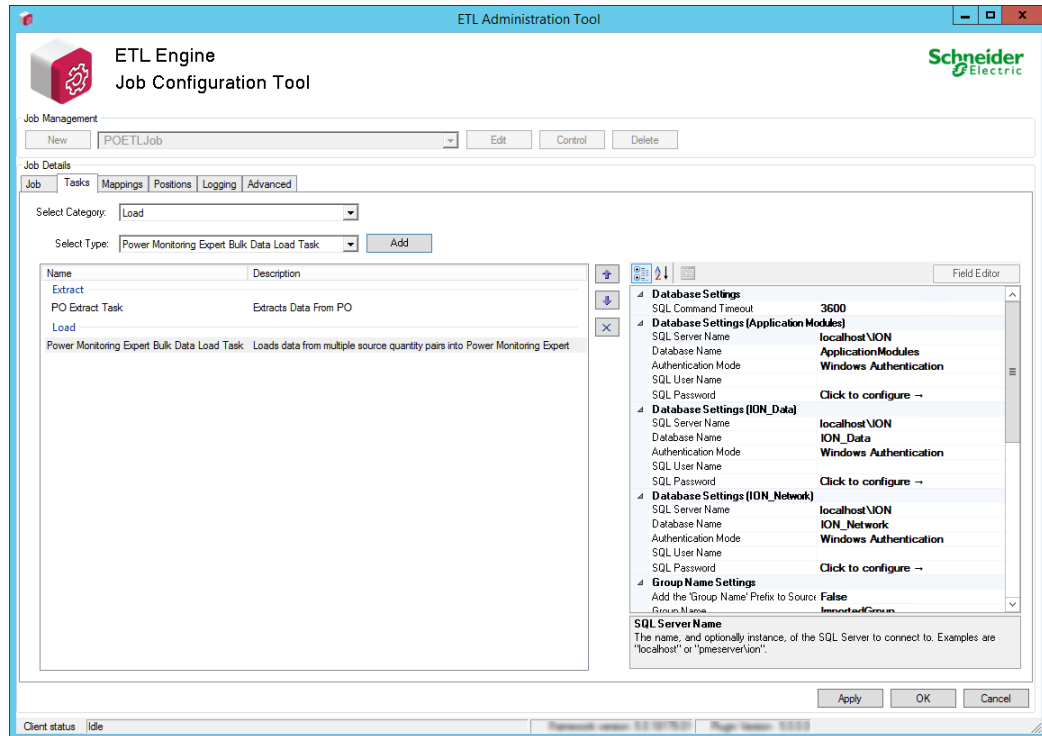 ETL Administration Tool
ETL Engine
Job Configuration Tool
Schneider
Electric
Job Management
New POETLJob Edit Control Delete
Job Details
Job Tasks Mappings Positions Logging Advanced
Select Category: Load
Select Type: Power Monitoring Expert Bulk Data Load Task Add
Name Description
Extract
PO Extract Task Extracts Data From PO
Load
Power Monitoring Expert Bulk Data Load Task Loads data from multiple source quantity pairs into Power Monitoring Expert
Field Editor
Database Settings
SQL Command Timeout 3600
Database Settings (Application Modules)
SQL Server Name localhost\ION
Database Name ApplicationModules
Authentication Mode Windows Authentication
SQL User Name
SQL Password Click to configure →
Database Settings (ION_Data)
SQL Server Name localhost\ION
Database Name ION_Data
Authentication Mode Windows Authentication
SQL User Name
SQL Password Click to configure →
Database Settings (ION_Network)
SQL Server Name localhost\ION
Database Name ION_Network
Authentication Mode Windows Authentication
SQL User Name
SQL Password Click to configure →
Group Name Settings
Add the 'Group Name' Prefix to Source False
Group Name ImportedGroup
SQL Server Name
The name, and optionally instance, of the SQL Server to connect to. Examples are
"localhost" or "pmeserver\ion".
Apply OK Cancel
Client status Idle